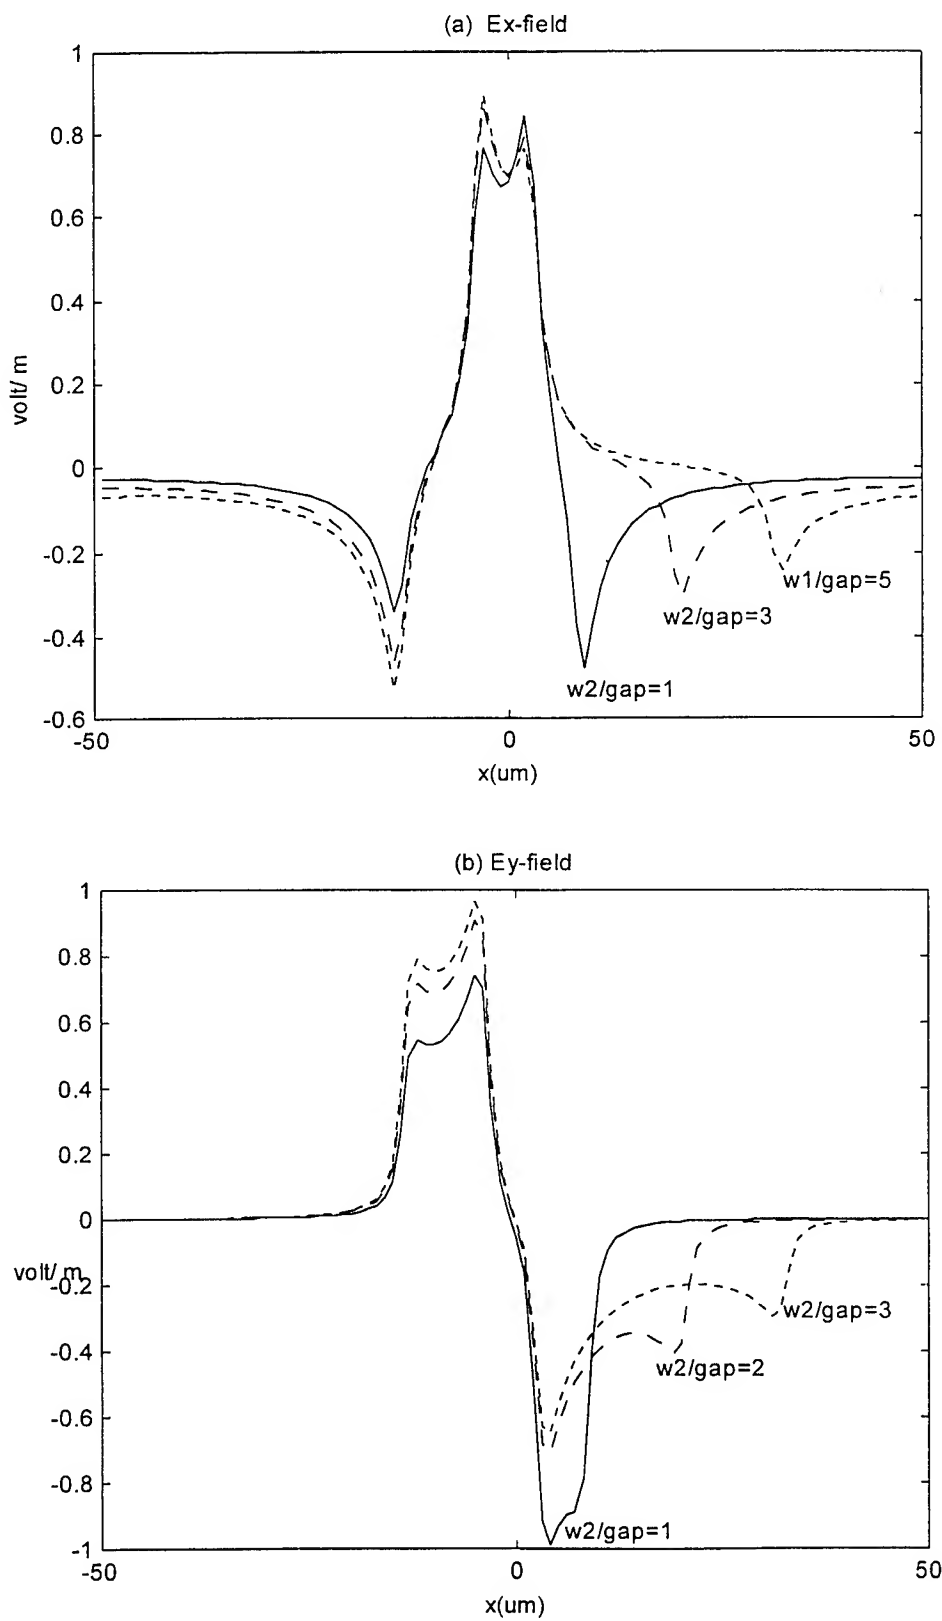 (a) Ex-field
1
0.8
0.6
0.4
0.2
0
-0.2
-0.4
-0.6
volt/ m
w1/gap=5
w2/gap=3
w2/gap=1
-50 0 50
x(um)
(b) Ey-field
1
0.8
0.6
0.4
0.2
0
volt/ m
-0.2
-0.4
-0.6
-0.8
-1
w2/gap=3
w2/gap=2
w2/gap=1
-50 0 50
x(um)